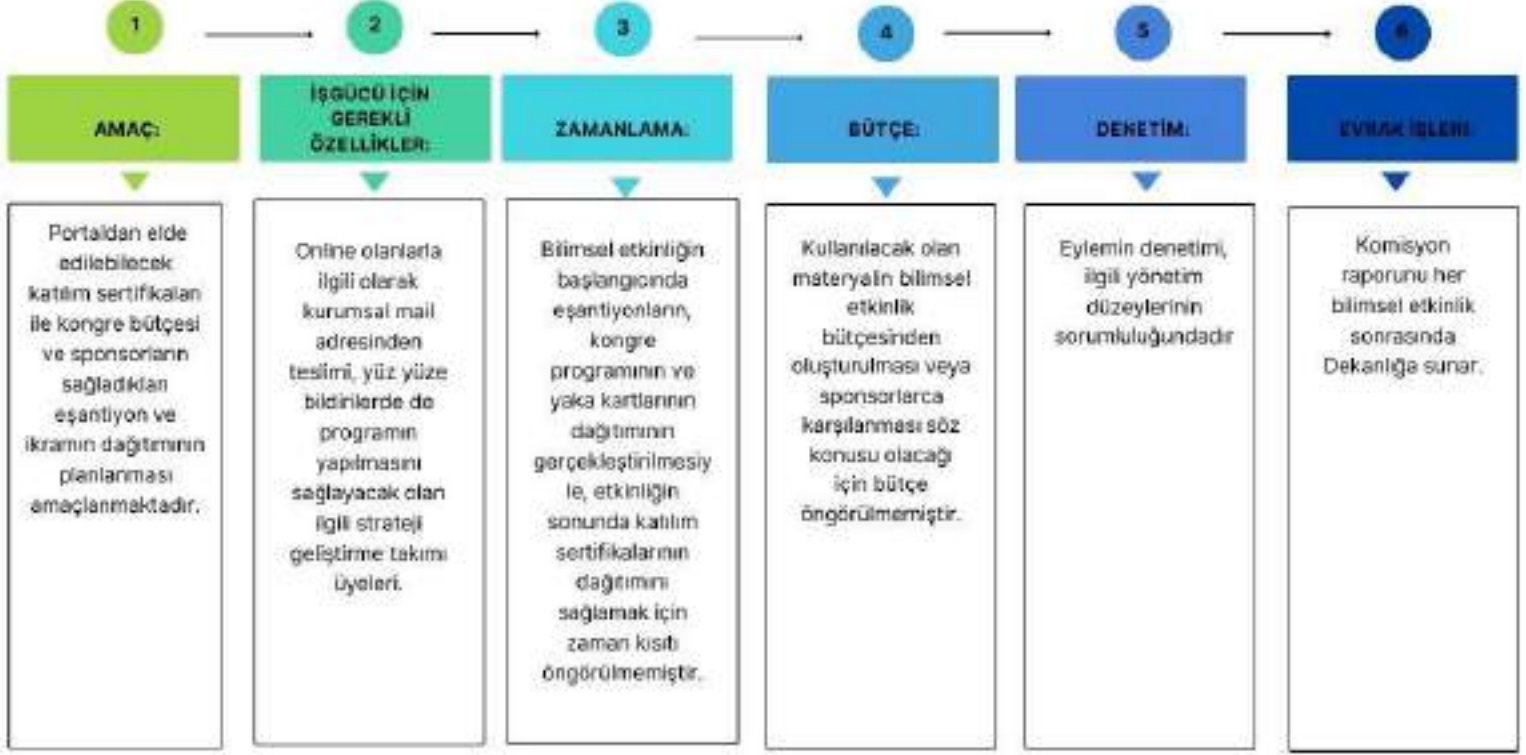 1
2
3
4
5
6
AMAÇ:
İŞGÜCÜ İÇİN
GEREKLİ
ÖZELLİKLER:
ZAMANLAMA:
BÜTÇE:
DENETİM:
EVRAK İŞLERİ:
Portaldan elde
edilebilecek
katılım sertifikaları
ile kongre bütçesi
ve sponsorların
sağladıkları
eşantiyon ve
ikramın dağıtımının
planlanması
amaçlanmaktadır.
Online olanlarla
ilgili olarak
kurumsal mail
adresinden
teslimi, yüz yüze
bildirilerde de
programın
yapılmasını
sağlayacak olan
ilgili strateji
geliştirme takımı
üyeleri.
Bilimsel etkinliğin
başlangıcında
eşantiyonların,
kongre
programının ve
yaka kartlarının
dağıtımının
gerçekleştirilmesiy
le, etkinliğin
sonunda katılım
sertifikalarının
dağıtımını
sağlamak için
zaman kısıtı
öngörülmemiştir.
Kullanılacak olan
materyalin bilimsel
etkinlik
bütçesinden
oluşturulması veya
sponsorlarca
karşılanması söz
konusu olacağı
için bütçe
öngörülmemiştir.
Eylemin denetimi,
ilgili yönetim
düzeylerinin
sorumluluğundadır
Komisyon
raporunu her
bilimsel etkinlik
sonrasında
Dekanlığa sunar.